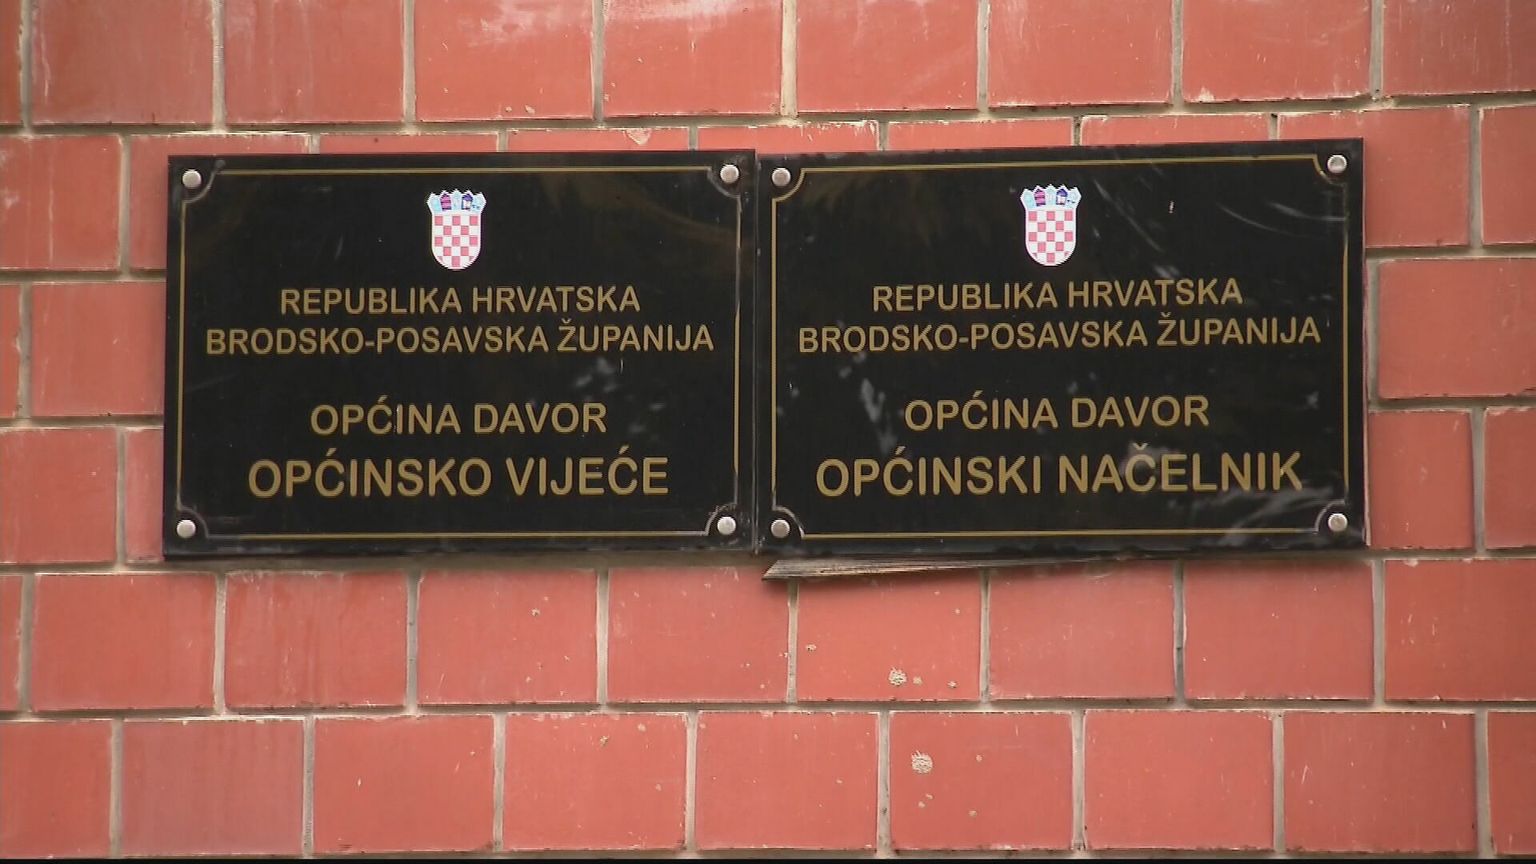 REPUBLIKA HRVATSKA
BRODSKO-POSAVSKA ŽUPANIJA
OPĆINA DAVOR
OPĆINSKO VIJEĆE
REPUBLIKA HRVATSKA
BRODSKO-POSAVSKA ŽUPANIJA
OPĆINA DAVOR
OPĆINSKI NAČELNIK